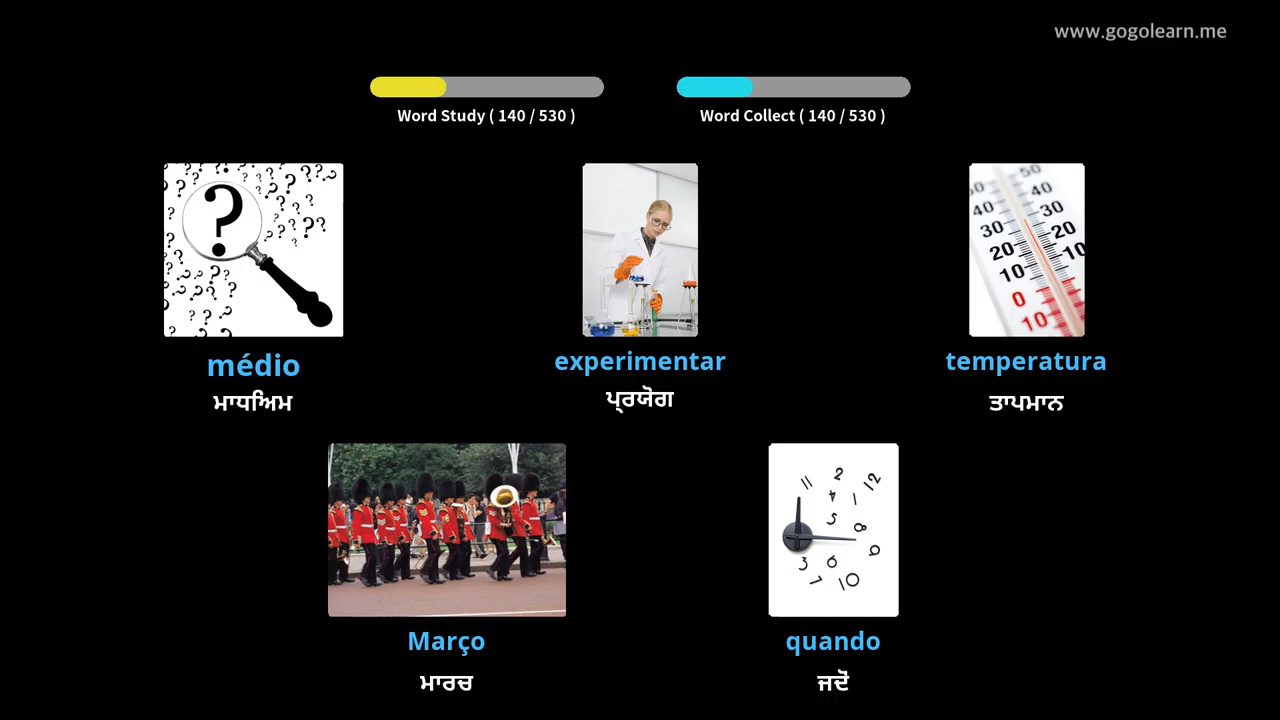 www.gogolearn.me
Word Study ( 140 / 530 )
Word Collect ( 140 / 530 )
médio
experimentar
temperatura
ਮਾਧਅਿਮ
ਪ੍ਰਯੋਗ
ਤਾਪਮਾਨ
Março
quando
ਮਾਰਚ
ਜਦੋਂ